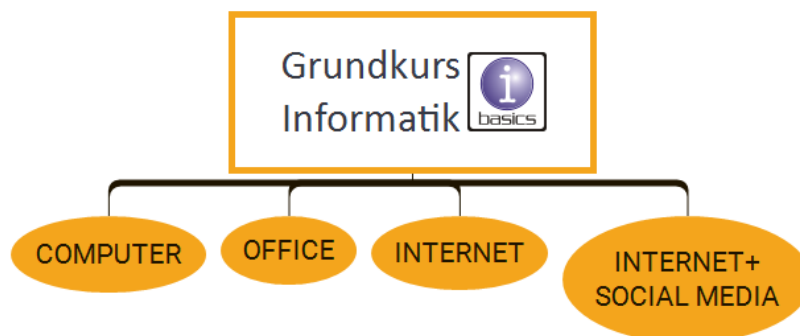 Grundkurs
Informatik
i
basics
COMPUTER
OFFICE
INTERNET
INTERNET+
SOCIAL MEDIA